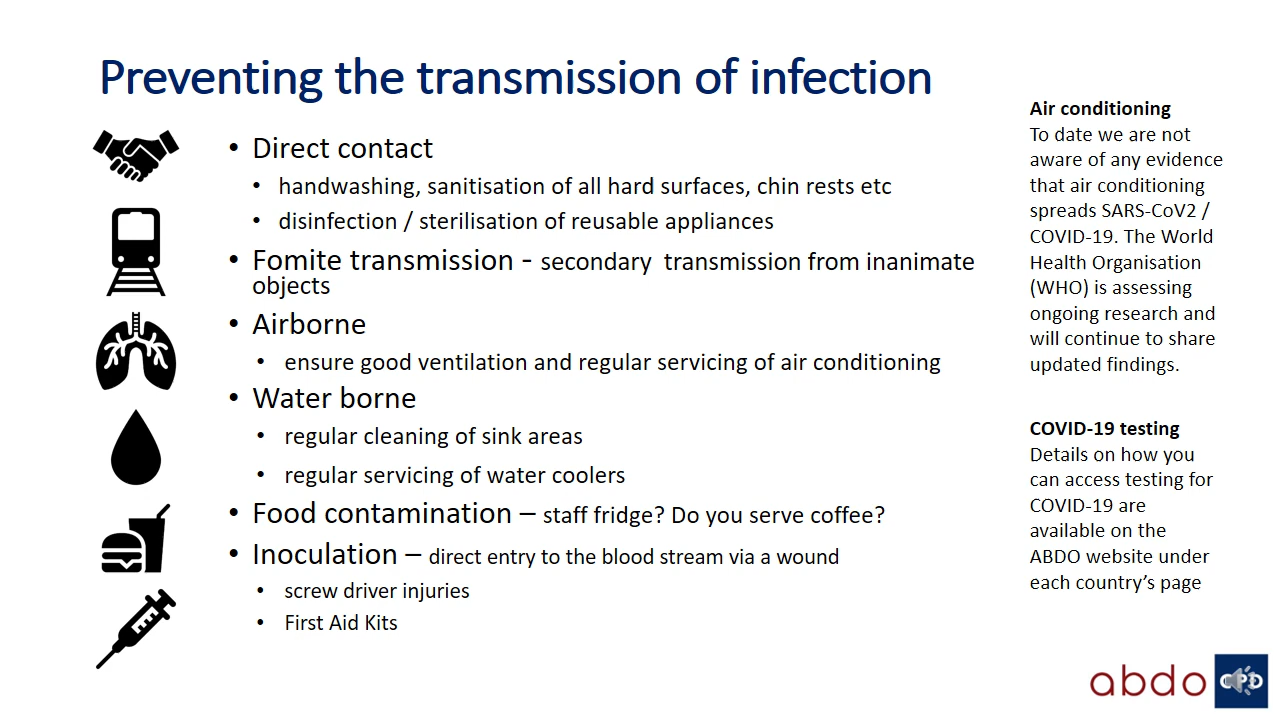 Preventing the transmission of infection
• Direct contact
• handwashing, sanitisation of all hard surfaces, chin rests etc
• disinfection / sterilisation of reusable appliances
• Fomite transmission - secondary transmission from inanimate
objects
• Airborne
• ensure good ventilation and regular servicing of air conditioning
• Water borne
• regular cleaning of sink areas
• regular servicing of water coolers
• Food contamination – staff fridge? Do you serve coffee?
• Inoculation – direct entry to the blood stream via a wound
• screw driver injuries
• First Aid Kits
Air conditioning
To date we are not
aware of any evidence
that air conditioning
spreads SARS-CoV2 /
COVID-19. The World
Health Organisation
(WHO) is assessing
ongoing research and
will continue to share
updated findings.
COVID-19 testing
Details on how you
can access testing for
COVID-19 are
available on the
ABDO website under
each country’s page
abdo CPD